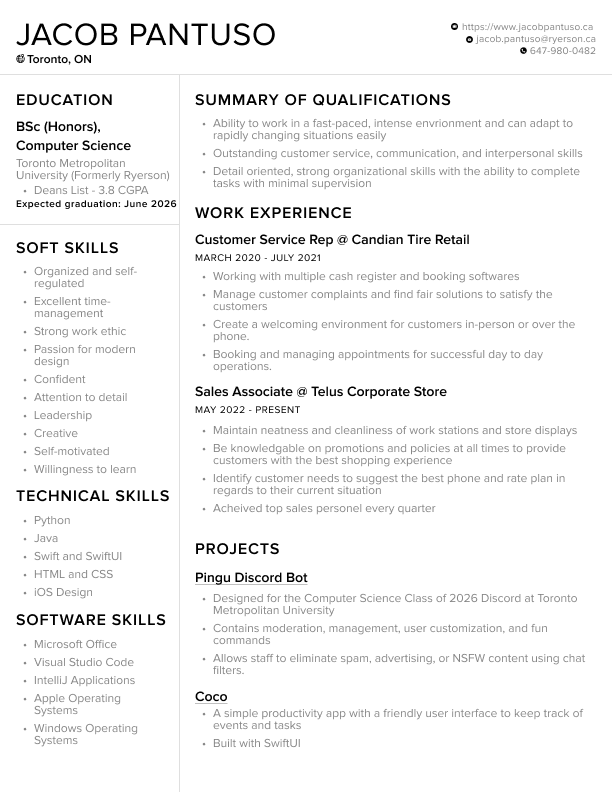 JACOB PANTUSO
Toronto, ON
https://www.jacobpantuso.ca
jacob.pantuso@ryerson.ca
647-980-0482
EDUCATION
BSc (Honors),
Computer Science
Toronto Metropolitan
University (Formerly Ryerson)
• Deans List - 3.8 CGPA
Expected graduation: June 2026
SOFT SKILLS
• Organized and self-
regulated
• Excellent time-
management
• Strong work ethic
• Passion for modern
design
• Confident
• Attention to detail
• Leadership
• Creative
• Self-motivated
• Willingness to learn
TECHNICAL SKILLS
• Python
• Java
• Swift and SwiftUI
• HTML and CSS
• iOS Design
SOFTWARE SKILLS
• Microsoft Office
• Visual Studio Code
• IntelliJ Applications
• Apple Operating
Systems
• Windows Operating
Systems
SUMMARY OF QUALIFICATIONS
• Ability to work in a fast-paced, intense envrionment and can adapt to
rapidly changing situations easily
• Outstanding customer service, communication, and interpersonal skills
• Detail oriented, strong organizational skills with the ability to complete
tasks with minimal supervision
WORK EXPERIENCE
Customer Service Rep @ Candian Tire Retail
MARCH 2020 - JULY 2021
• Working with multiple cash register and booking softwares
• Manage customer complaints and find fair solutions to satisfy the
customers
• Create a welcoming environment for customers in-person or over the
phone.
• Booking and managing appointments for successful day to day
operations.
Sales Associate @ Telus Corporate Store
MAY 2022 - PRESENT
• Maintain neatness and cleanliness of work stations and store displays
• Be knowledgable on promotions and policies at all times to provide
customers with the best shopping experience
• Identify customer needs to suggest the best phone and rate plan in
regards to their current situation
• Acheived top sales personel every quarter
PROJECTS
Pingu Discord Bot
• Designed for the Computer Science Class of 2026 Discord at Toronto
Metropolitan University
• Contains moderation, management, user customization, and fun
commands
• Allows staff to eliminate spam, advertising, or NSFW content using chat
filters.
Coco
• A simple productivity app with a friendly user interface to keep track of
events and tasks
• Built with SwiftUI